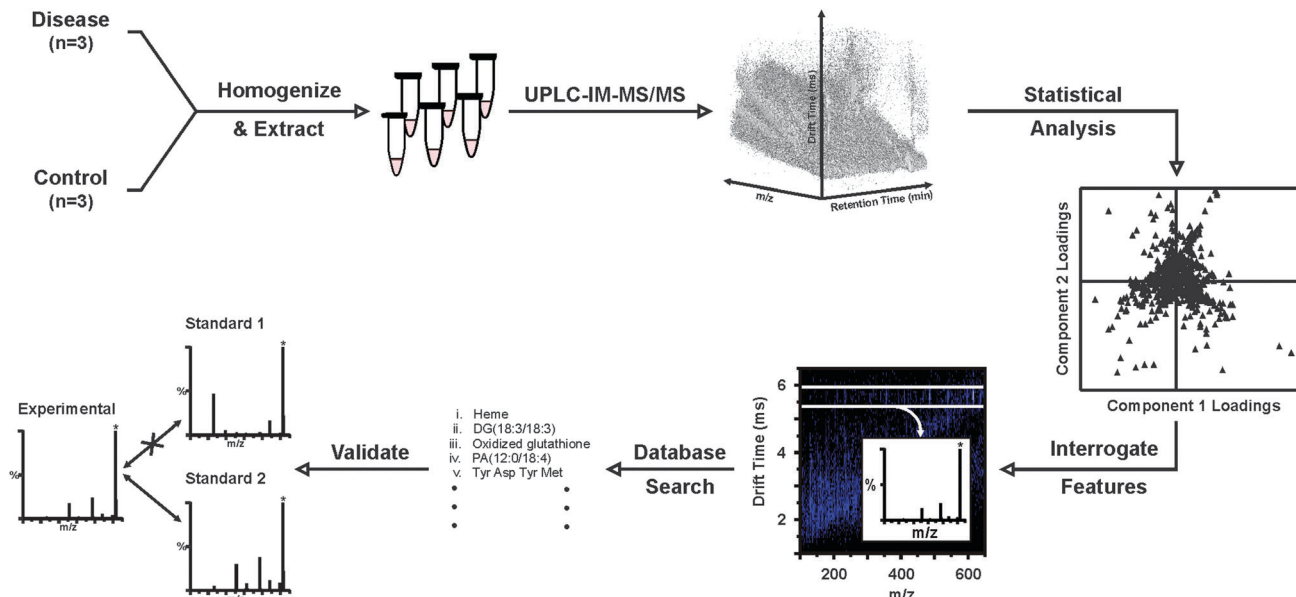 Disease
(n=3)
Control
(n=3)
Homogenize
& Extract
UPLC-IM-MS/MS
Drift Time (ms)
m/z
Retention Time (min)
Statistical
Analysis
Component 2 Loadings
Component 1 Loadings
Interrogate
Features
Drift Time (ms)
6
4
2
200
400
600
m/z
*
%
m/z
Database
Search
i. Heme
ii. DG(18:3/18:3)
iii. Oxidized glutathione
iv. PA(12:0/18:4)
v. Tyr Asp Tyr Met
Validate
Standard 1
*
%
m/z
Experimental
*
%
m/z
Standard 2
*
%
m/z